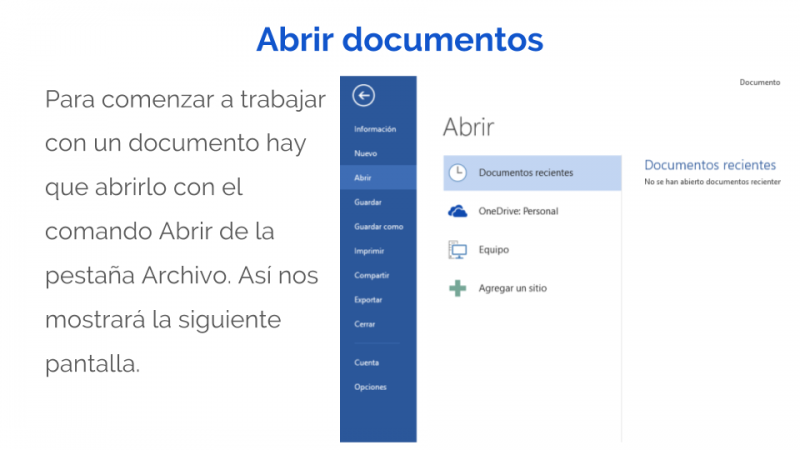 Abrir documentos
Para comenzar a trabajar
con un documento hay
que abrirlo con el
comando Abrir de la
pestaña Archivo. Así nos
mostrará la siguiente
pantalla.
Información
Nuevo
Abrir
Guardar
Guardar como
Imprimir
Compartir
Exportar
Cerrar
Cuenta
Opciones
Documento
Abrir
Documentos recientes
OneDrive: Personal
Equipo
Agregar un sitio
Documentos recientes
No se han abierto documentos recienter